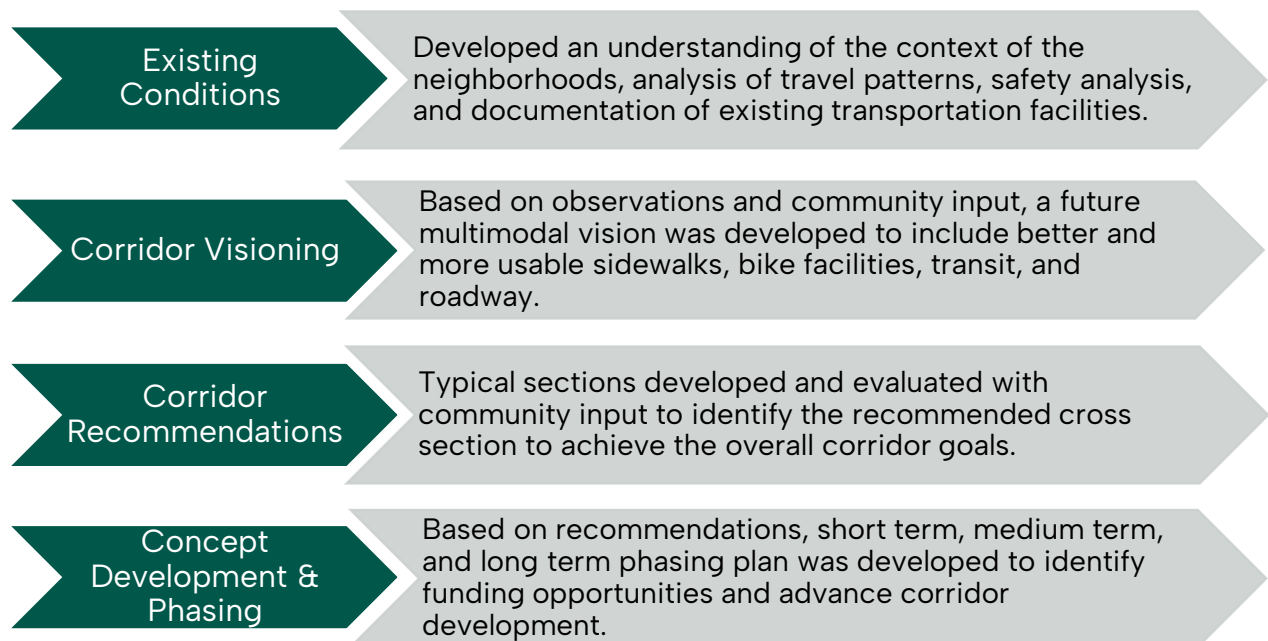 Existing
Conditions
Developed an understanding of the context of the
neighborhoods, analysis of travel patterns, safety analysis,
and documentation of existing transportation facilities.
Corridor Visioning
Based on observations and community input, a future
multimodal vision was developed to include better and
more usable sidewalks, bike facilities, transit, and
roadway.
Corridor
Recommendations
Typical sections developed and evaluated with
community input to identify the recommended cross
section to achieve the overall corridor goals.
Concept
Development &
Phasing
Based on recommendations, short term, medium term,
and long term phasing plan was developed to identify
funding opportunities and advance corridor
development.